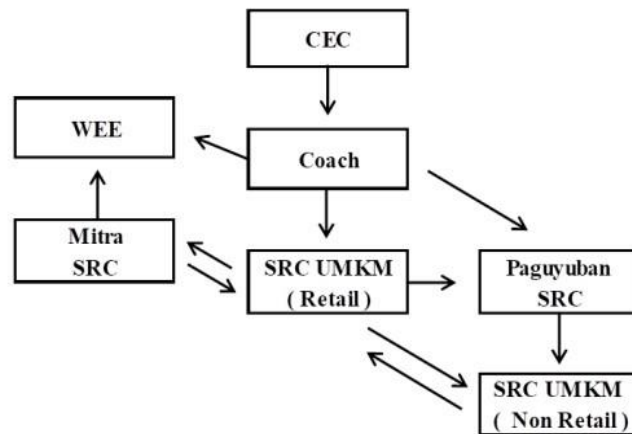 CEC
WEE
Coach
Mitra
SRC
SRC UMKM
( Retail )
Paguyuban
SRC
SRC UMKM
( Non Retail )